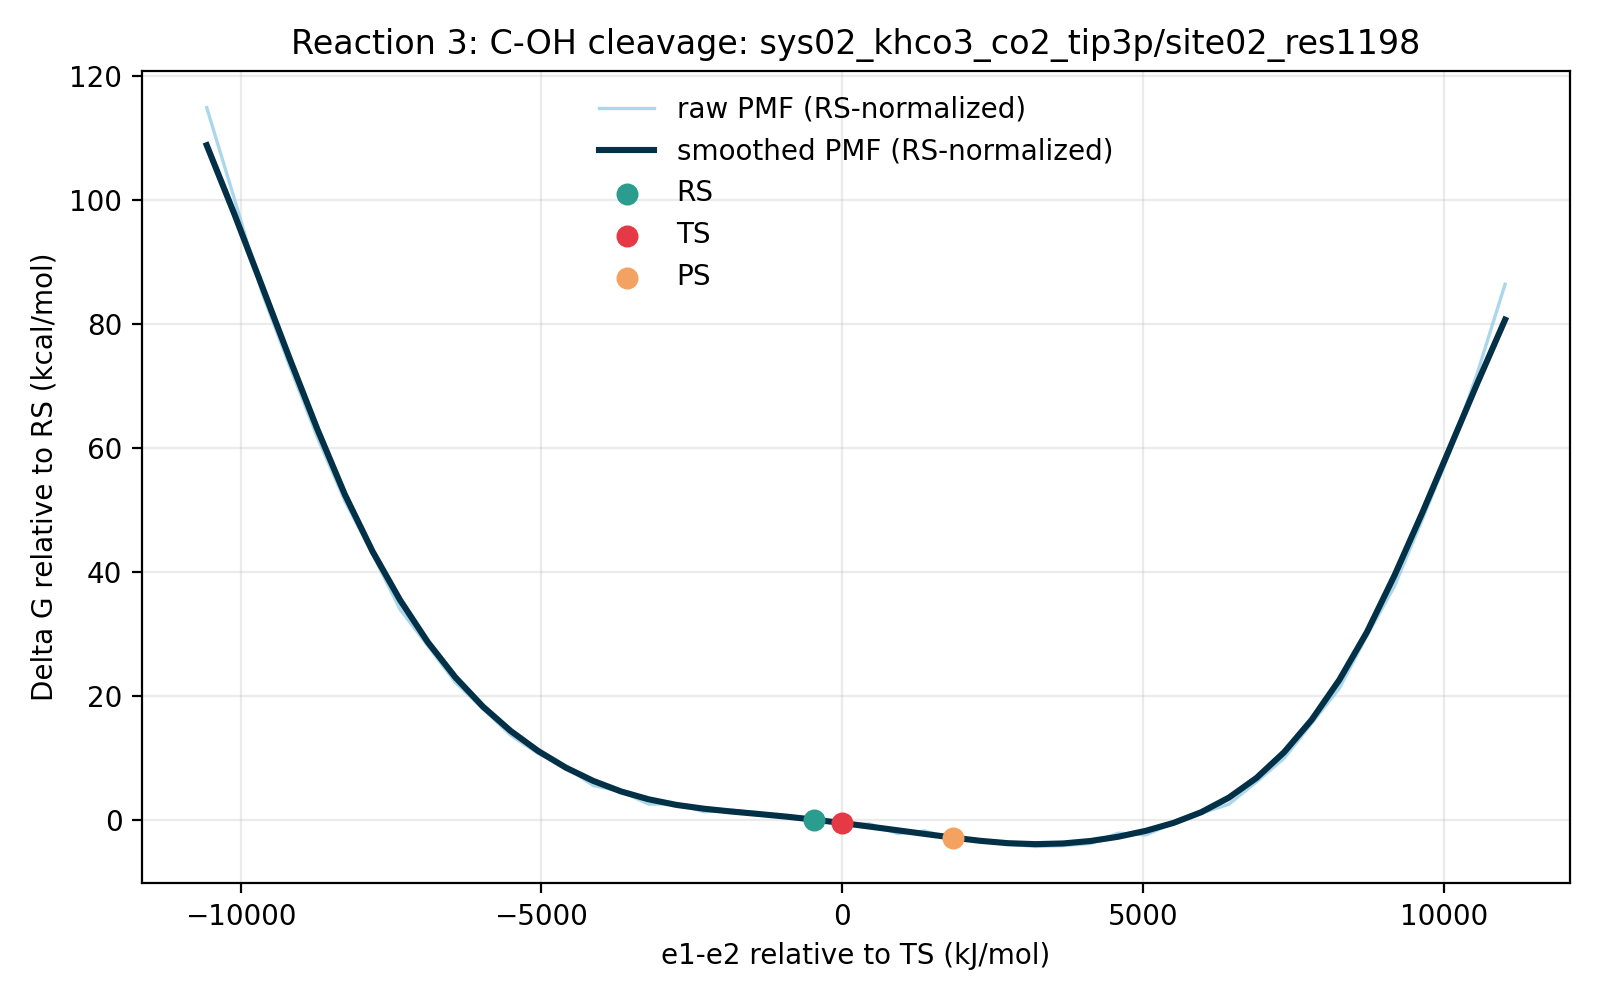 Reaction 3: C-OH cleavage: sys02_khco3_co2_tip3p/site02_res1198
Delta G relative to RS (kcal/mol)
120
100
80
60
40
20
0
raw PMF (RS-normalized)
smoothed PMF (RS-normalized)
RS
TS
PS
−10000
−5000
0
5000
10000
e1-e2 relative to TS (kJ/mol)